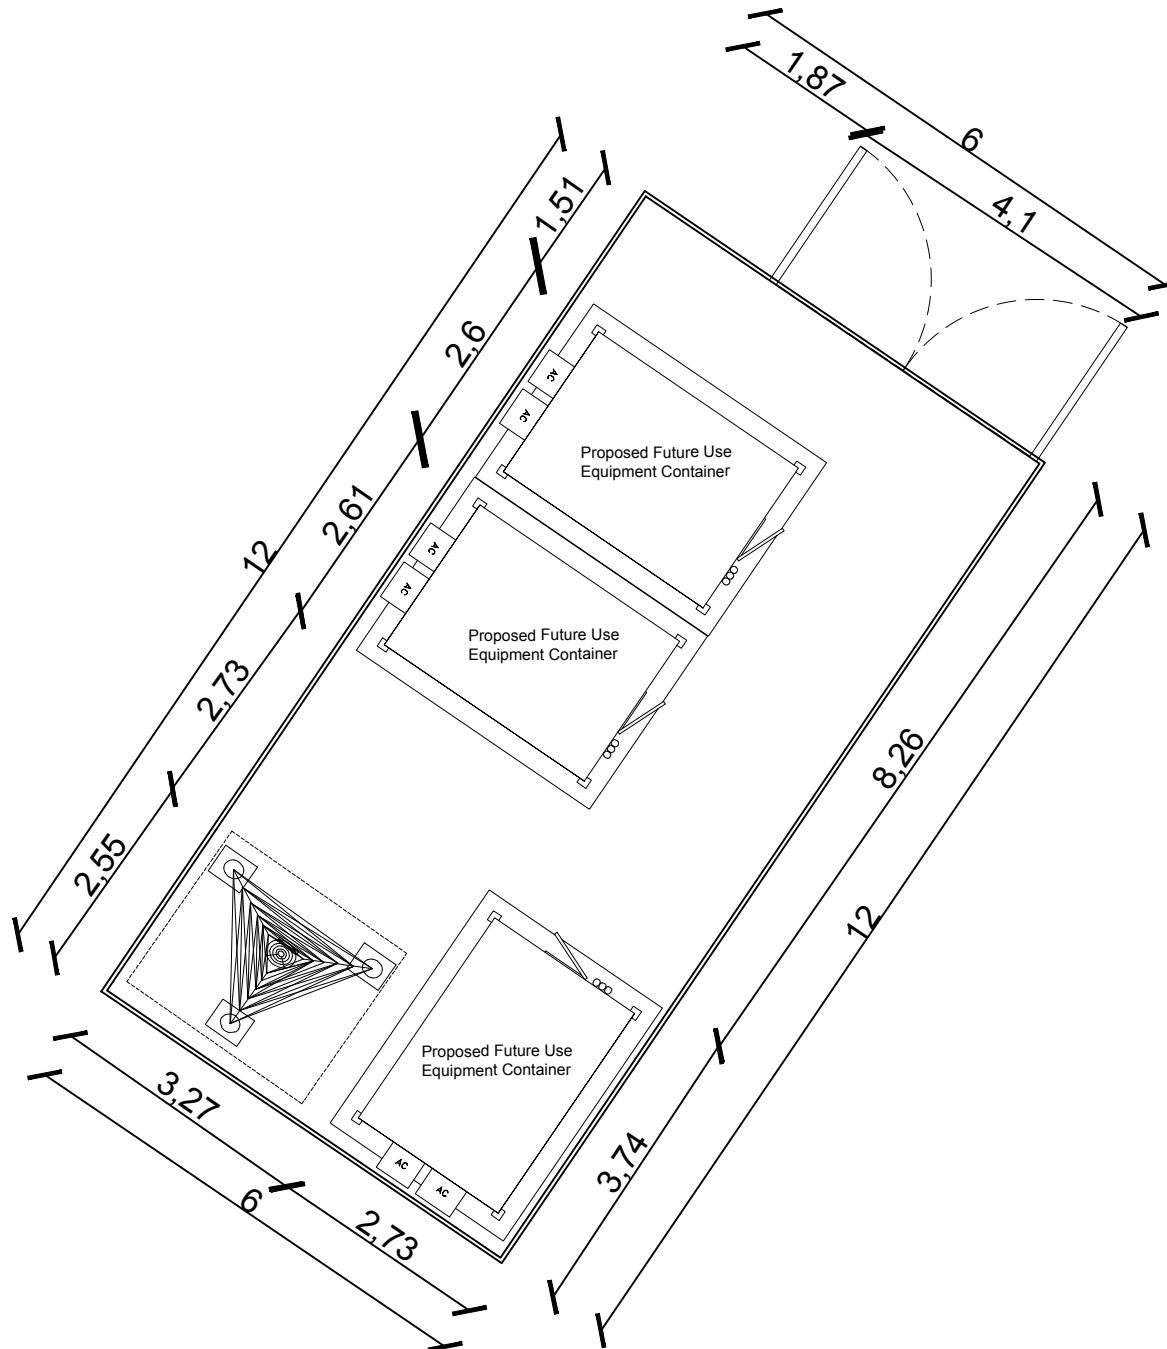 1,87
6
4,1
1,51
2,6
2,61
12
2,73
2,55
AC
AC
Proposed Future Use
Equipment Container
AC
AC
Proposed Future Use
Equipment Container
8,26
12
3,74
Proposed Future Use
Equipment Container
AC
AC
3,27
6
2,73